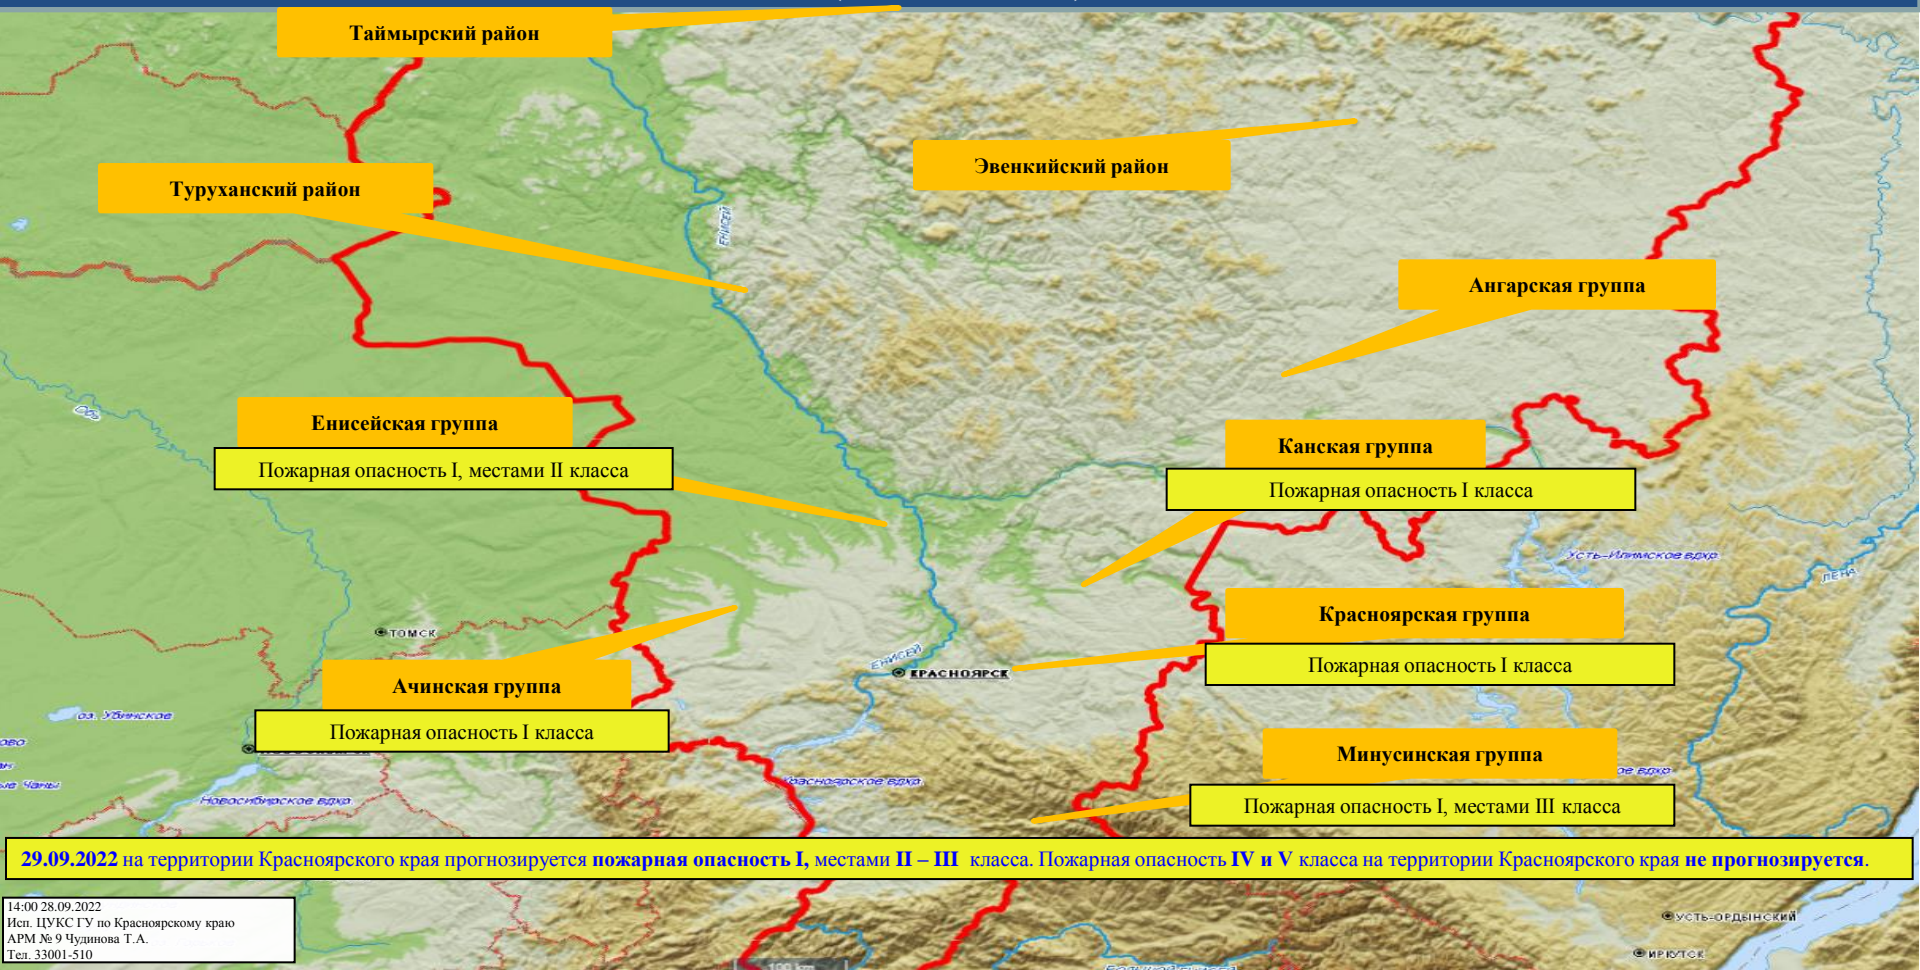 Таймырский район
Эвенкийский район
Туруханский район
ЕНИСЕЙ
Ангарская группа
Обь
Енисейская группа
Пожарная опасность I, местами II класса
Канская группа
Пожарная опасность I класса
Усть-Илимское вдхр.
ЛЕНА
Красноярская группа
Пожарная опасность I класса
ТОМСК
ЕНИСЕЙ
КРАСНОЯРСК
Ачинская группа
Пожарная опасность I класса
оз. Убинское
Минусинская группа
Пожарная опасность I, местами III класса
Красноярское вдхр.
Новосибирское вдхр.
29.09.2022 на территории Красноярского края прогнозируется пожарная опасность I, местами II – III класса. Пожарная опасность IV и V класса на территории Красноярского края не прогнозируется.
14:00 28.09.2022
Исп. ЦУКС ГУ по Красноярскому краю
АРМ № 9 Чудинова Т.А.
Тел. 33001-510
УСТЬ-ОРДЫНСКИЙ
ИРКУТСК
100 km